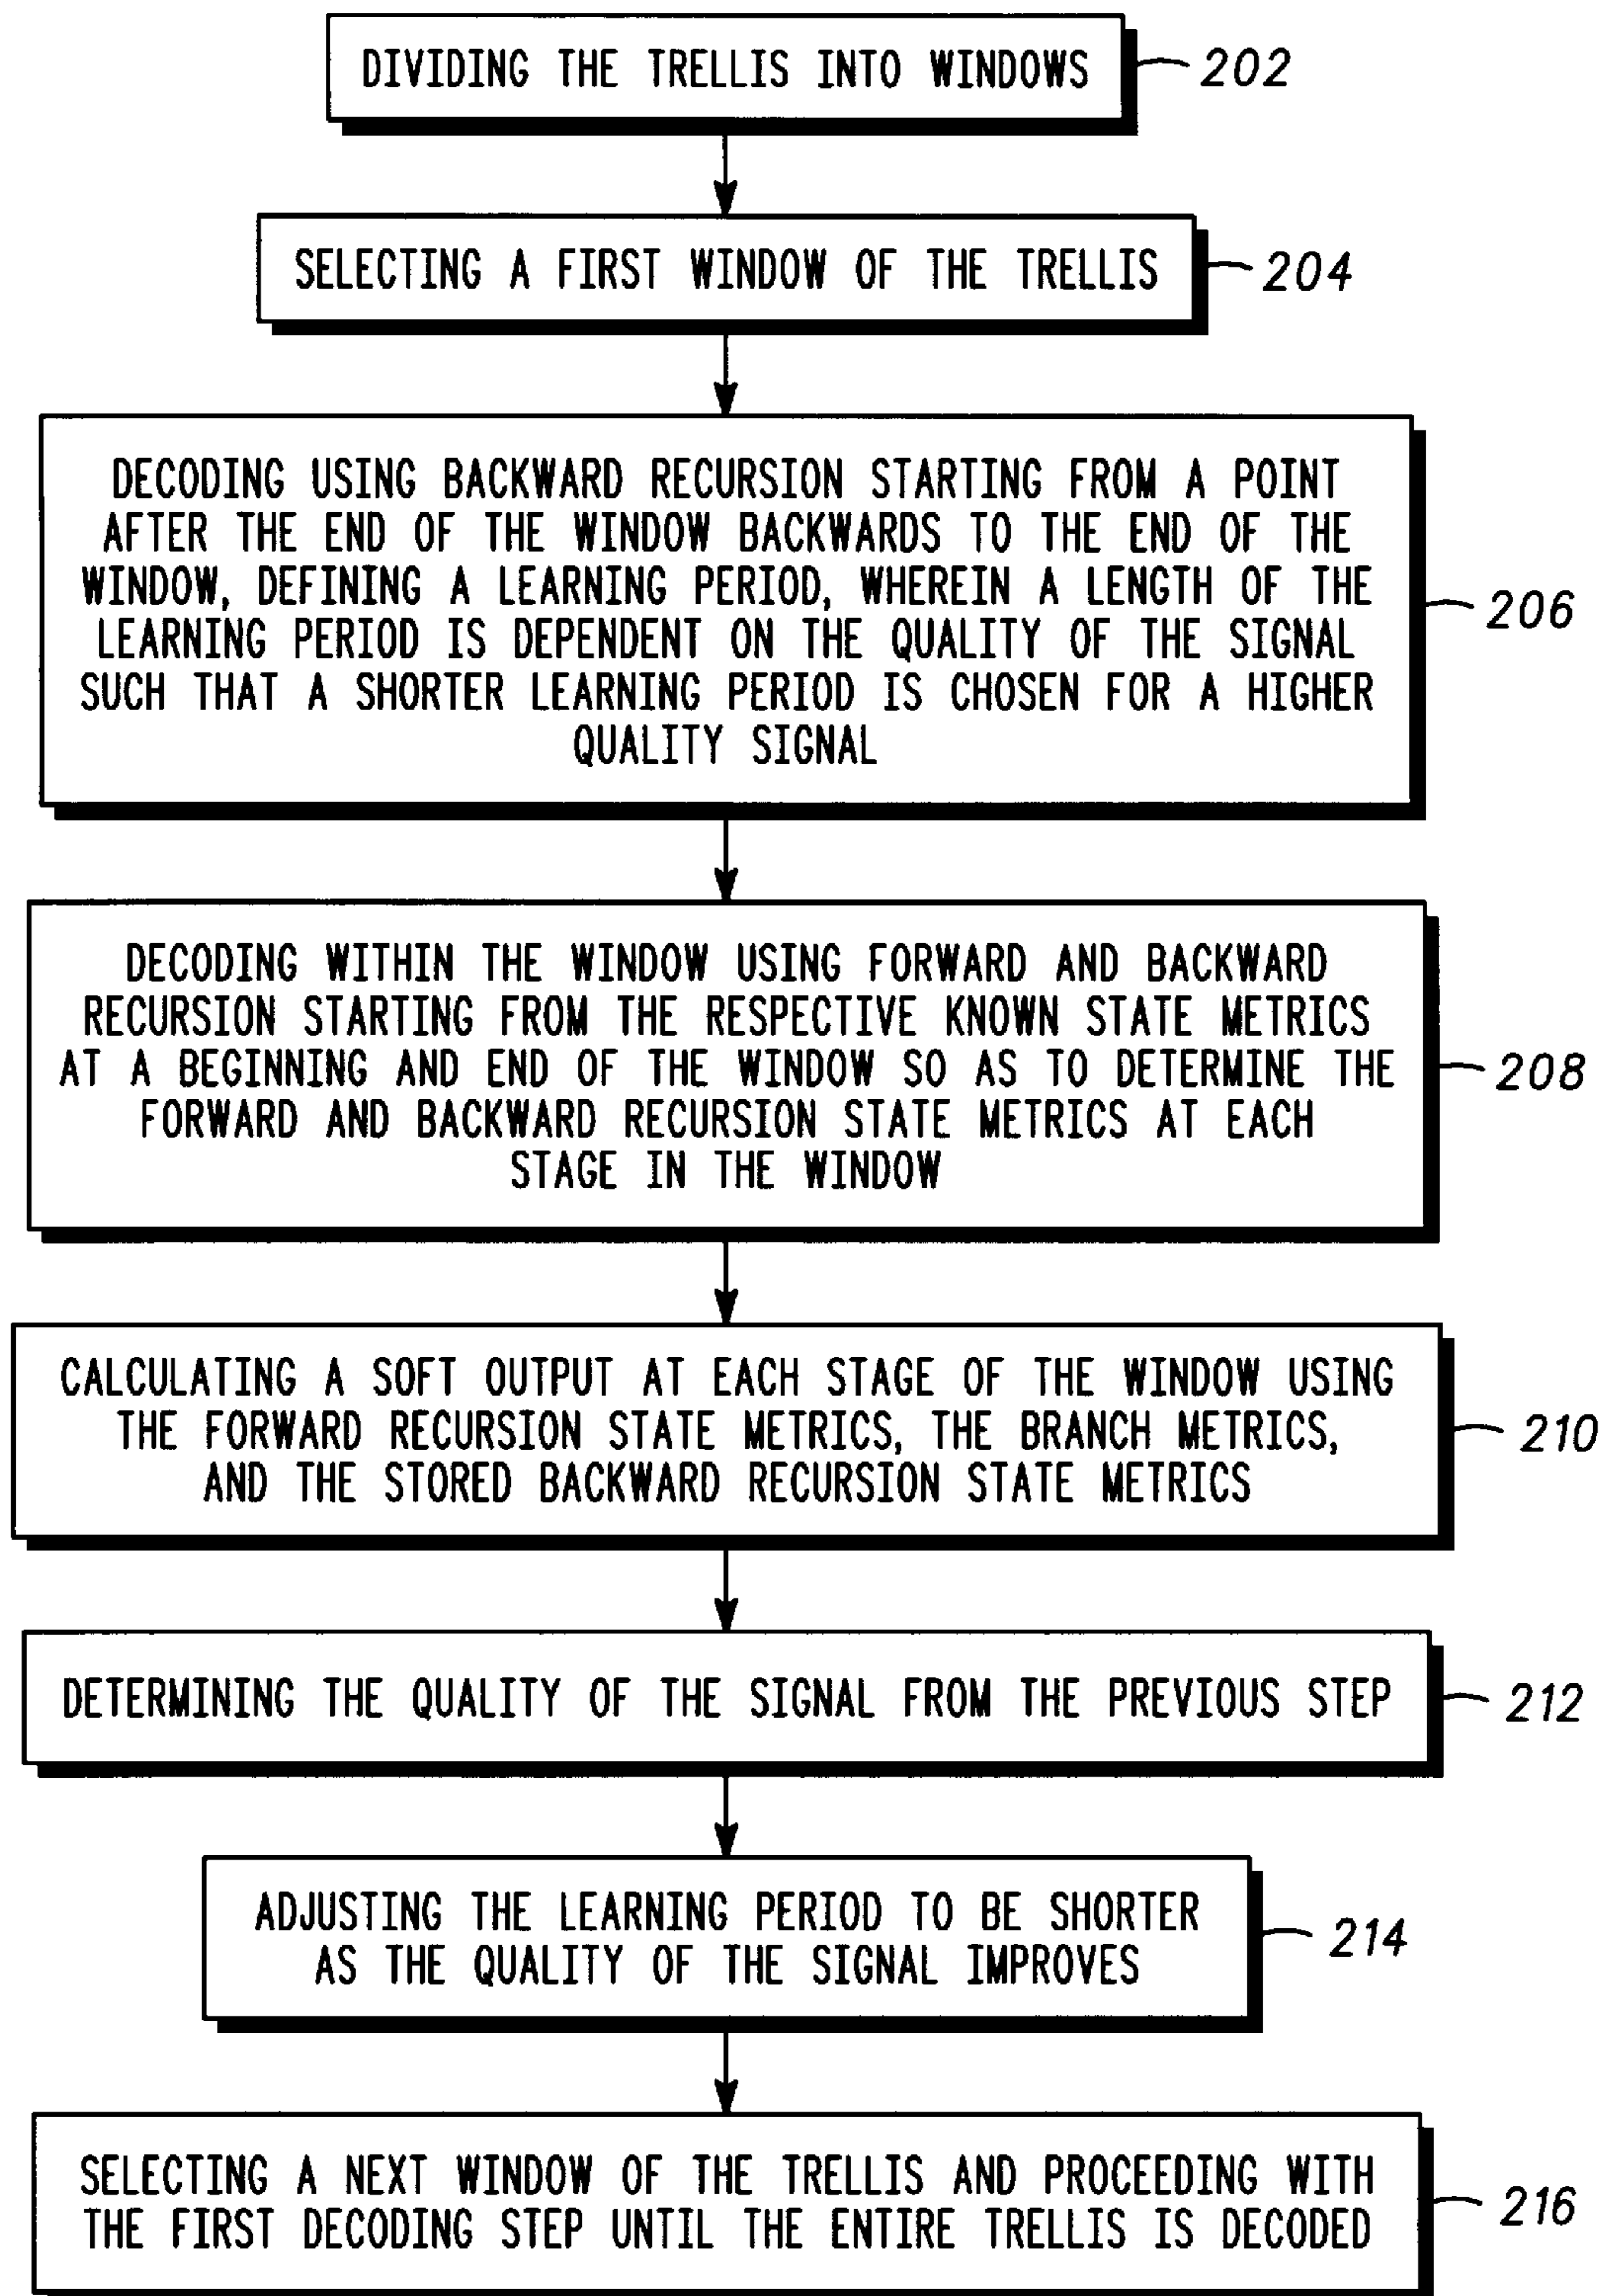 DIVIDING THE TRELLIS INTO WINDOWS
202
SELECTING A FIRST WINDOW OF THE TRELLIS
204
DECODING USING BACKWARD RECURSION STARTING FROM A POINT
AFTER THE END OF THE WINDOW BACKWARDS TO THE END OF THE
WINDOW, DEFINING A LEARNING PERIOD, WHEREIN A LENGTH OF THE
LEARNING PERIOD IS DEPENDENT ON THE QUALITY OF THE SIGNAL
SUCH THAT A SHORTER LEARNING PERIOD IS CHOSEN FOR A HIGHER
QUALITY SIGNAL
206
DECODING WITHIN THE WINDOW USING FORWARD AND BACKWARD
RECURSION STARTING FROM THE RESPECTIVE KNOWN STATE METRICS
AT A BEGINNING AND END OF THE WINDOW SO AS TO DETERMINE THE
FORWARD AND BACKWARD RECURSION STATE METRICS AT EACH
STAGE IN THE WINDOW
208
CALCULATING A SOFT OUTPUT AT EACH STAGE OF THE WINDOW USING
THE FORWARD RECURSION STATE METRICS, THE BRANCH METRICS,
AND THE STORED BACKWARD RECURSION STATE METRICS
210
DETERMINING THE QUALITY OF THE SIGNAL FROM THE PREVIOUS STEP
212
ADJUSTING THE LEARNING PERIOD TO BE SHORTER
AS THE QUALITY OF THE SIGNAL IMPROVES
214
SELECTING A NEXT WINDOW OF THE TRELLIS AND PROCEEDING WITH
THE FIRST DECODING STEP UNTIL THE ENTIRE TRELLIS IS DECODED
216